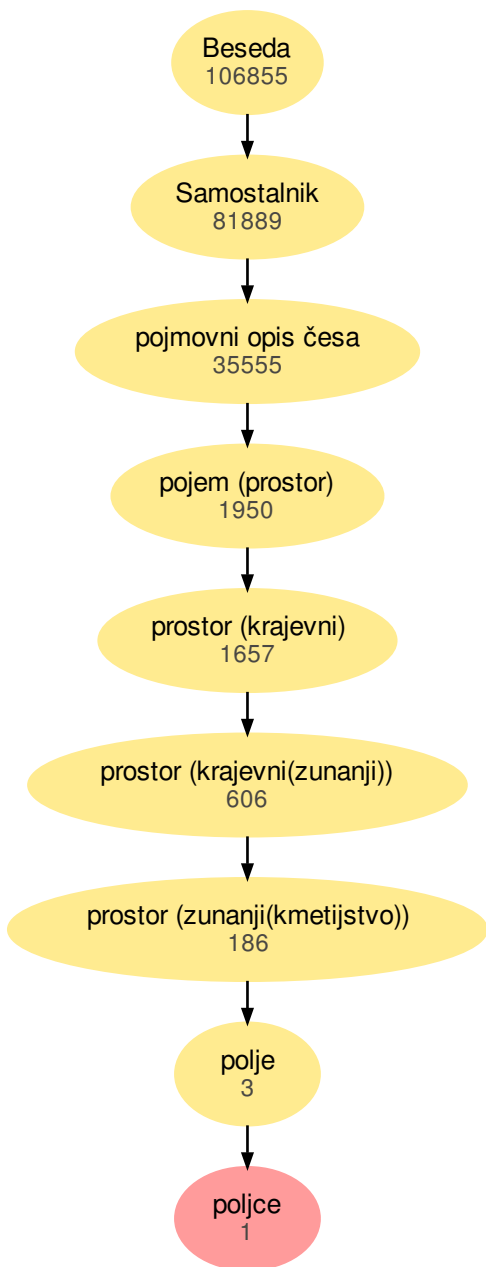 Beseda
106855
Samostalnik
81889
pojmovni opis česa
35555
pojem (prostor)
1950
prostor (krajevni)
1657
prostor (krajevni(zunanji))
606
prostor (zunanji(kmetijstvo))
186
polje
3
poljce
1